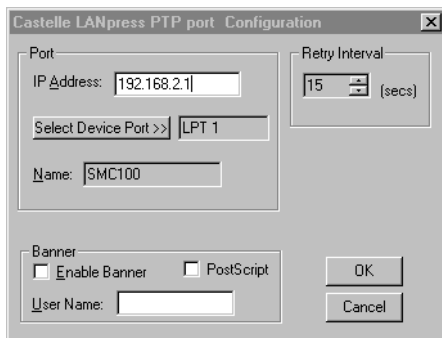 Castelle LANpress PTP port Configuration
Port
IP Address: 192.168.2.1
Select Device Port >> LPT 1
Name: SMC100
Retry Interval
15 (secs)
Banner
Enable Banner PostScript
User Name:
OK
Cancel